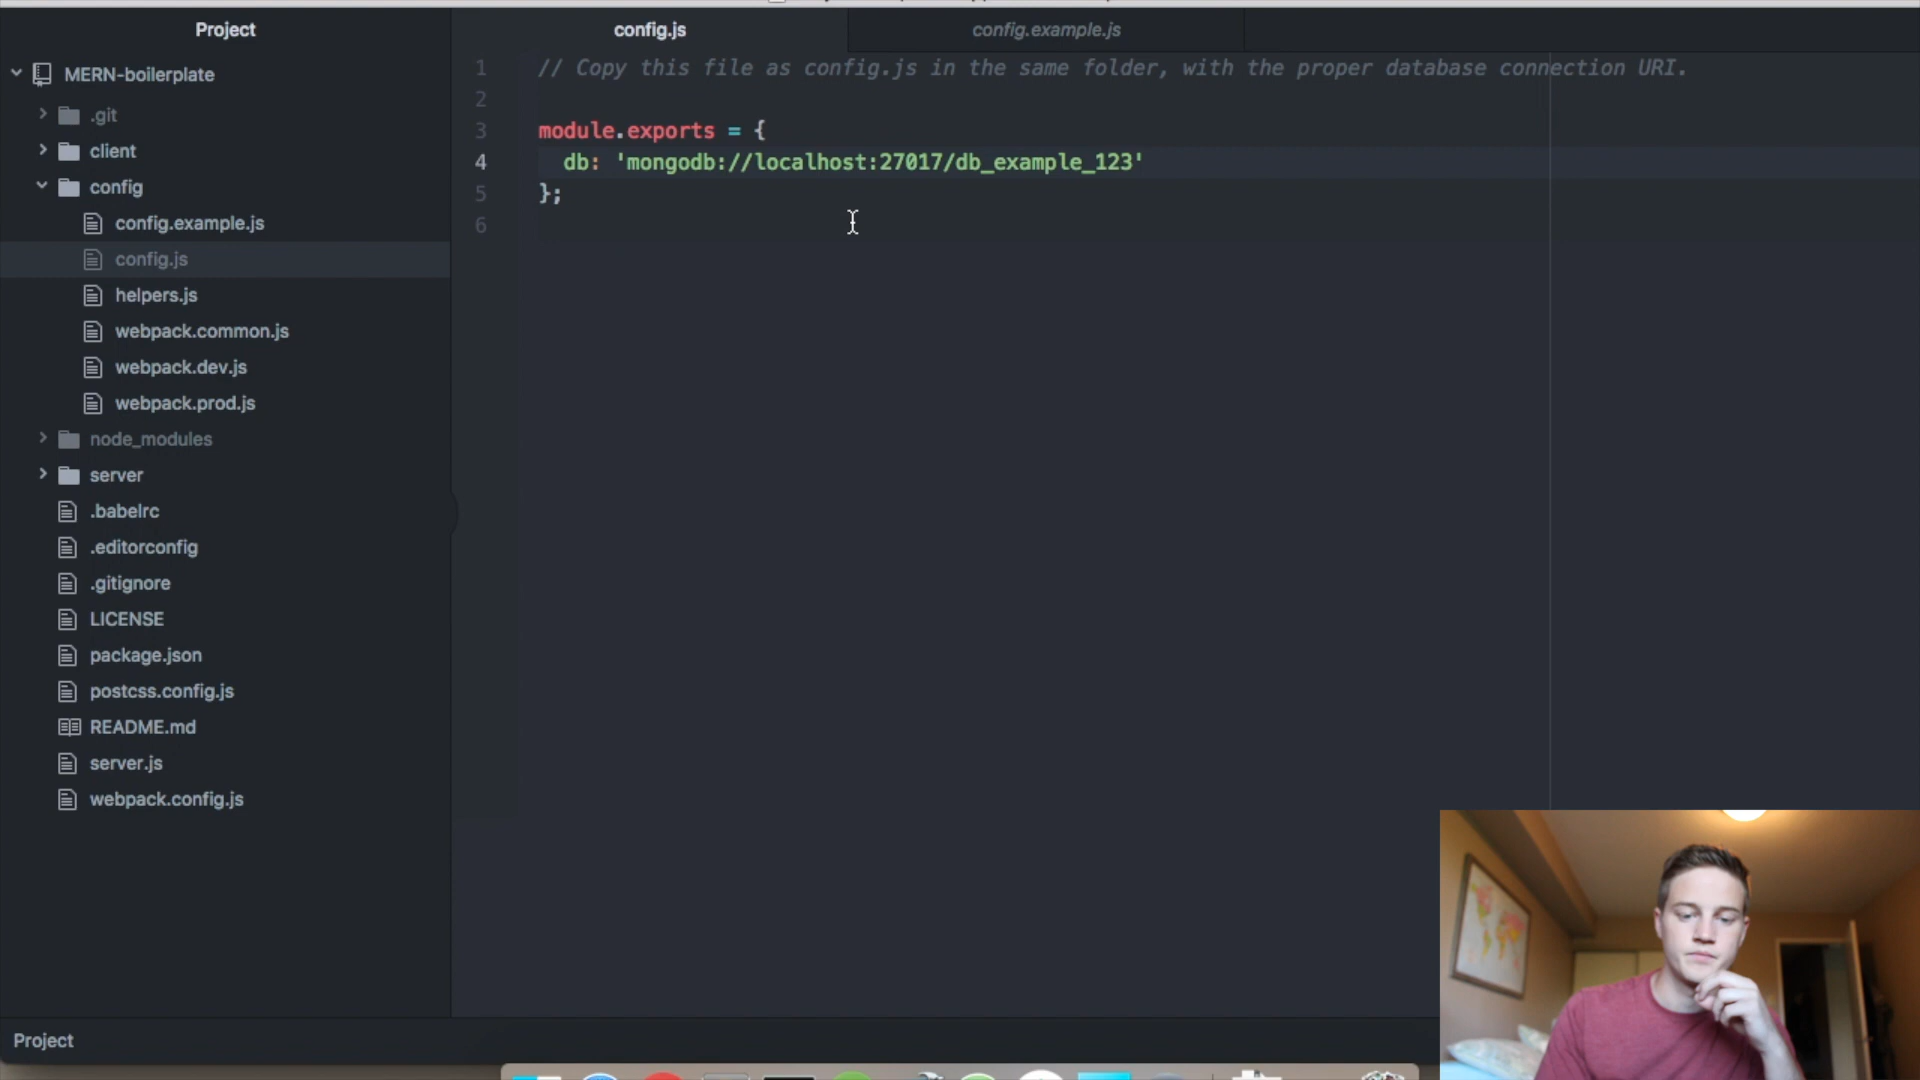 Project
config.js
config.example.js
MERN-boilerplate
.git
client
config
config.example.js
config.js
helpers.js
webpack.common.js
webpack.dev.js
webpack.prod.js
node_modules
server
.babelrc
.editorconfig
.gitignore
LICENSE
package.json
postcss.config.js
README.md
server.js
webpack.config.js
1 // Copy this file as config.js in the same folder, with the proper database connection URI.
2
3 module.exports = {
4 db: 'mongodb://localhost:27017/db_example_123'
5 };
6
Project